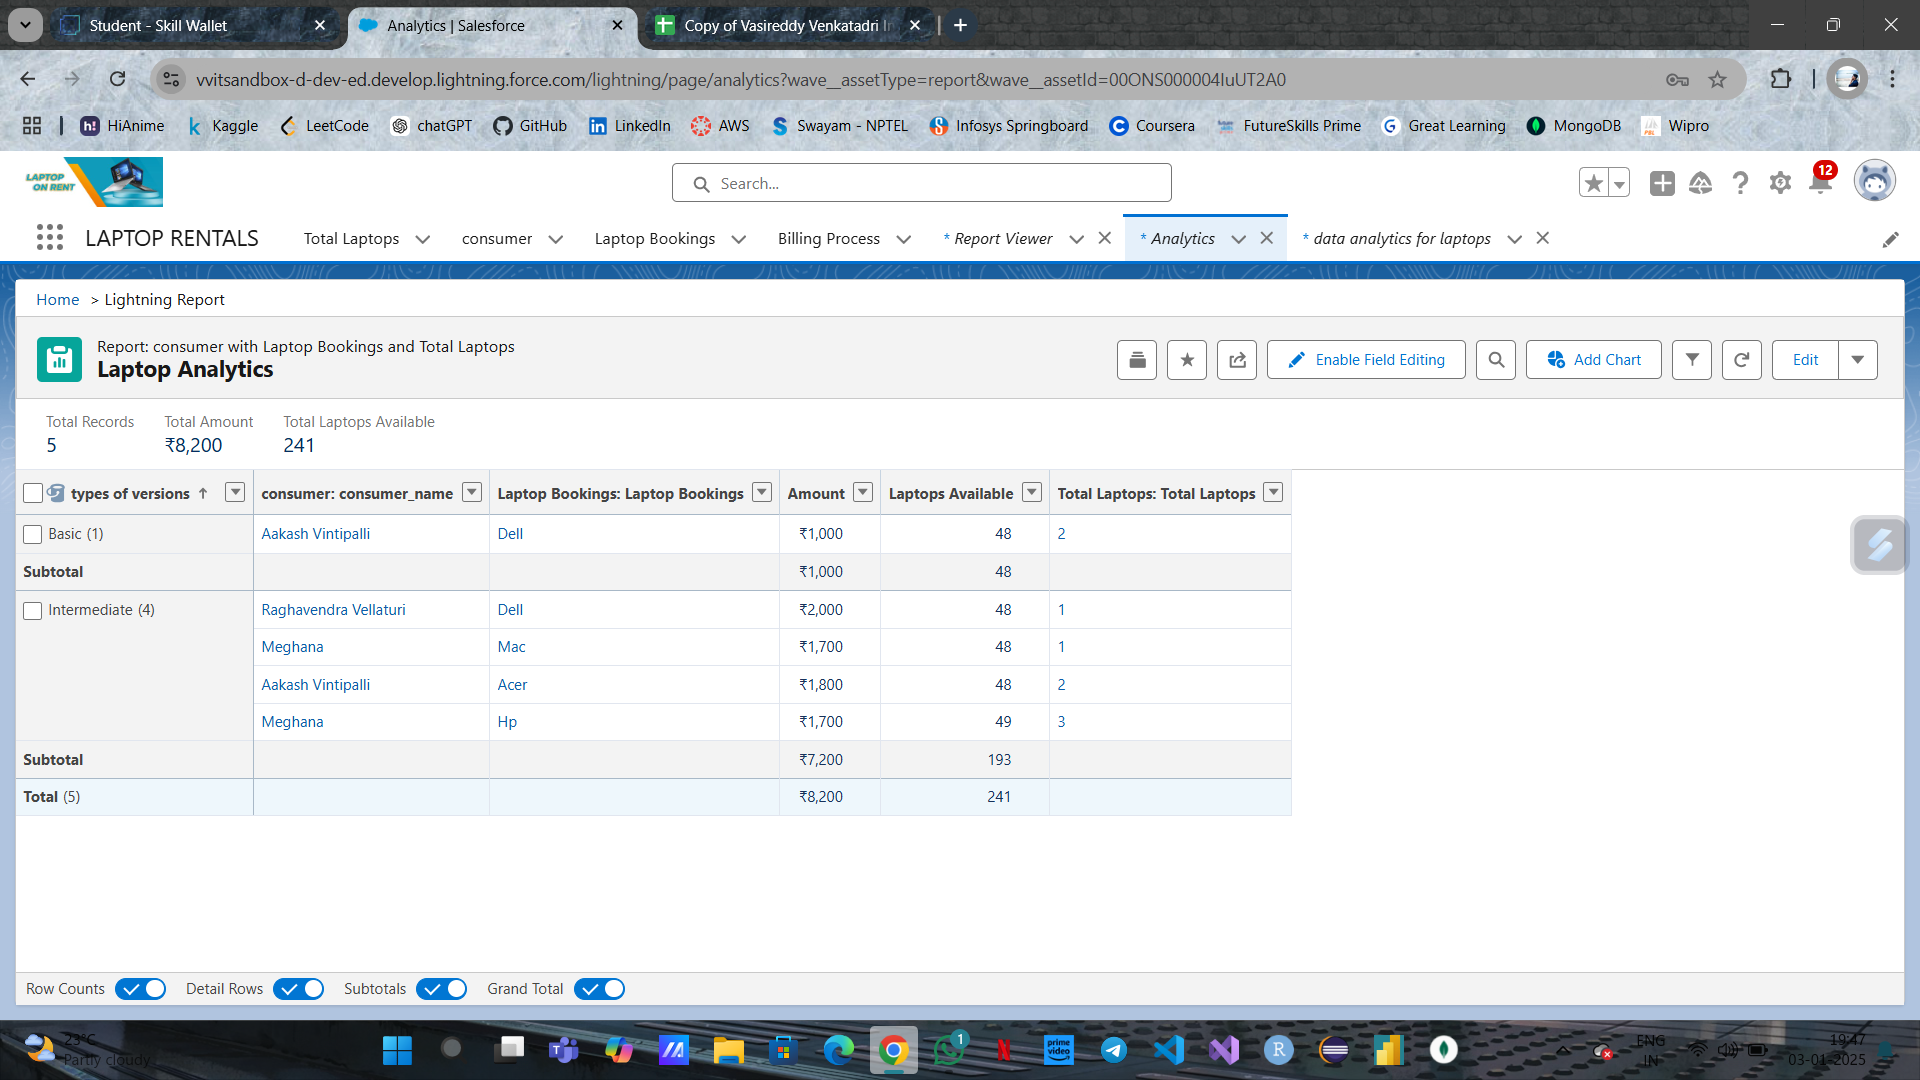 Student - Skill Wallet
Analytics | Salesforce
Copy of Vasireddy Venkatadri In
vvitsandbox-d-dev-ed.develop.lightning.force.com/lightning/page/analytics?wave__assetType=report&wave__assetId=00ONS000004IuUT2A0
HiAnime Kaggle LeetCode chatGPT GitHub LinkedIn AWS Swayam - NPTEL Infosys Springboard Coursera FutureSkills Prime Great Learning MongoDB Wipro
LAPTOP
ON RENT
Search...
12
LAPTOP RENTALS Total Laptops consumer Laptop Bookings Billing Process * Report Viewer * Analytics * data analytics for laptops
Home > Lightning Report
Report: consumer with Laptop Bookings and Total Laptops
Laptop Analytics
Enable Field Editing Add Chart Edit
Total Records Total Amount Total Laptops Available
5 ₹8,200 241
types of versions ↑ consumer: consumer_name Laptop Bookings: Laptop Bookings Amount Laptops Available Total Laptops: Total Laptops
Basic (1) Aakash Vintipalli Dell ₹1,000 48 2
Subtotal ₹1,000 48
Intermediate (4) Raghavendra Vellaturi Dell ₹2,000 48 1
Meghana Mac ₹1,700 48 1
Aakash Vintipalli Acer ₹1,800 48 2
Meghana Hp ₹1,700 49 3
Subtotal ₹7,200 193
Total (5) ₹8,200 241
Row Counts Detail Rows Subtotals Grand Total
23°C
Partly cloudy
1
prime
video
ENG
IN
19:47
03-01-2025